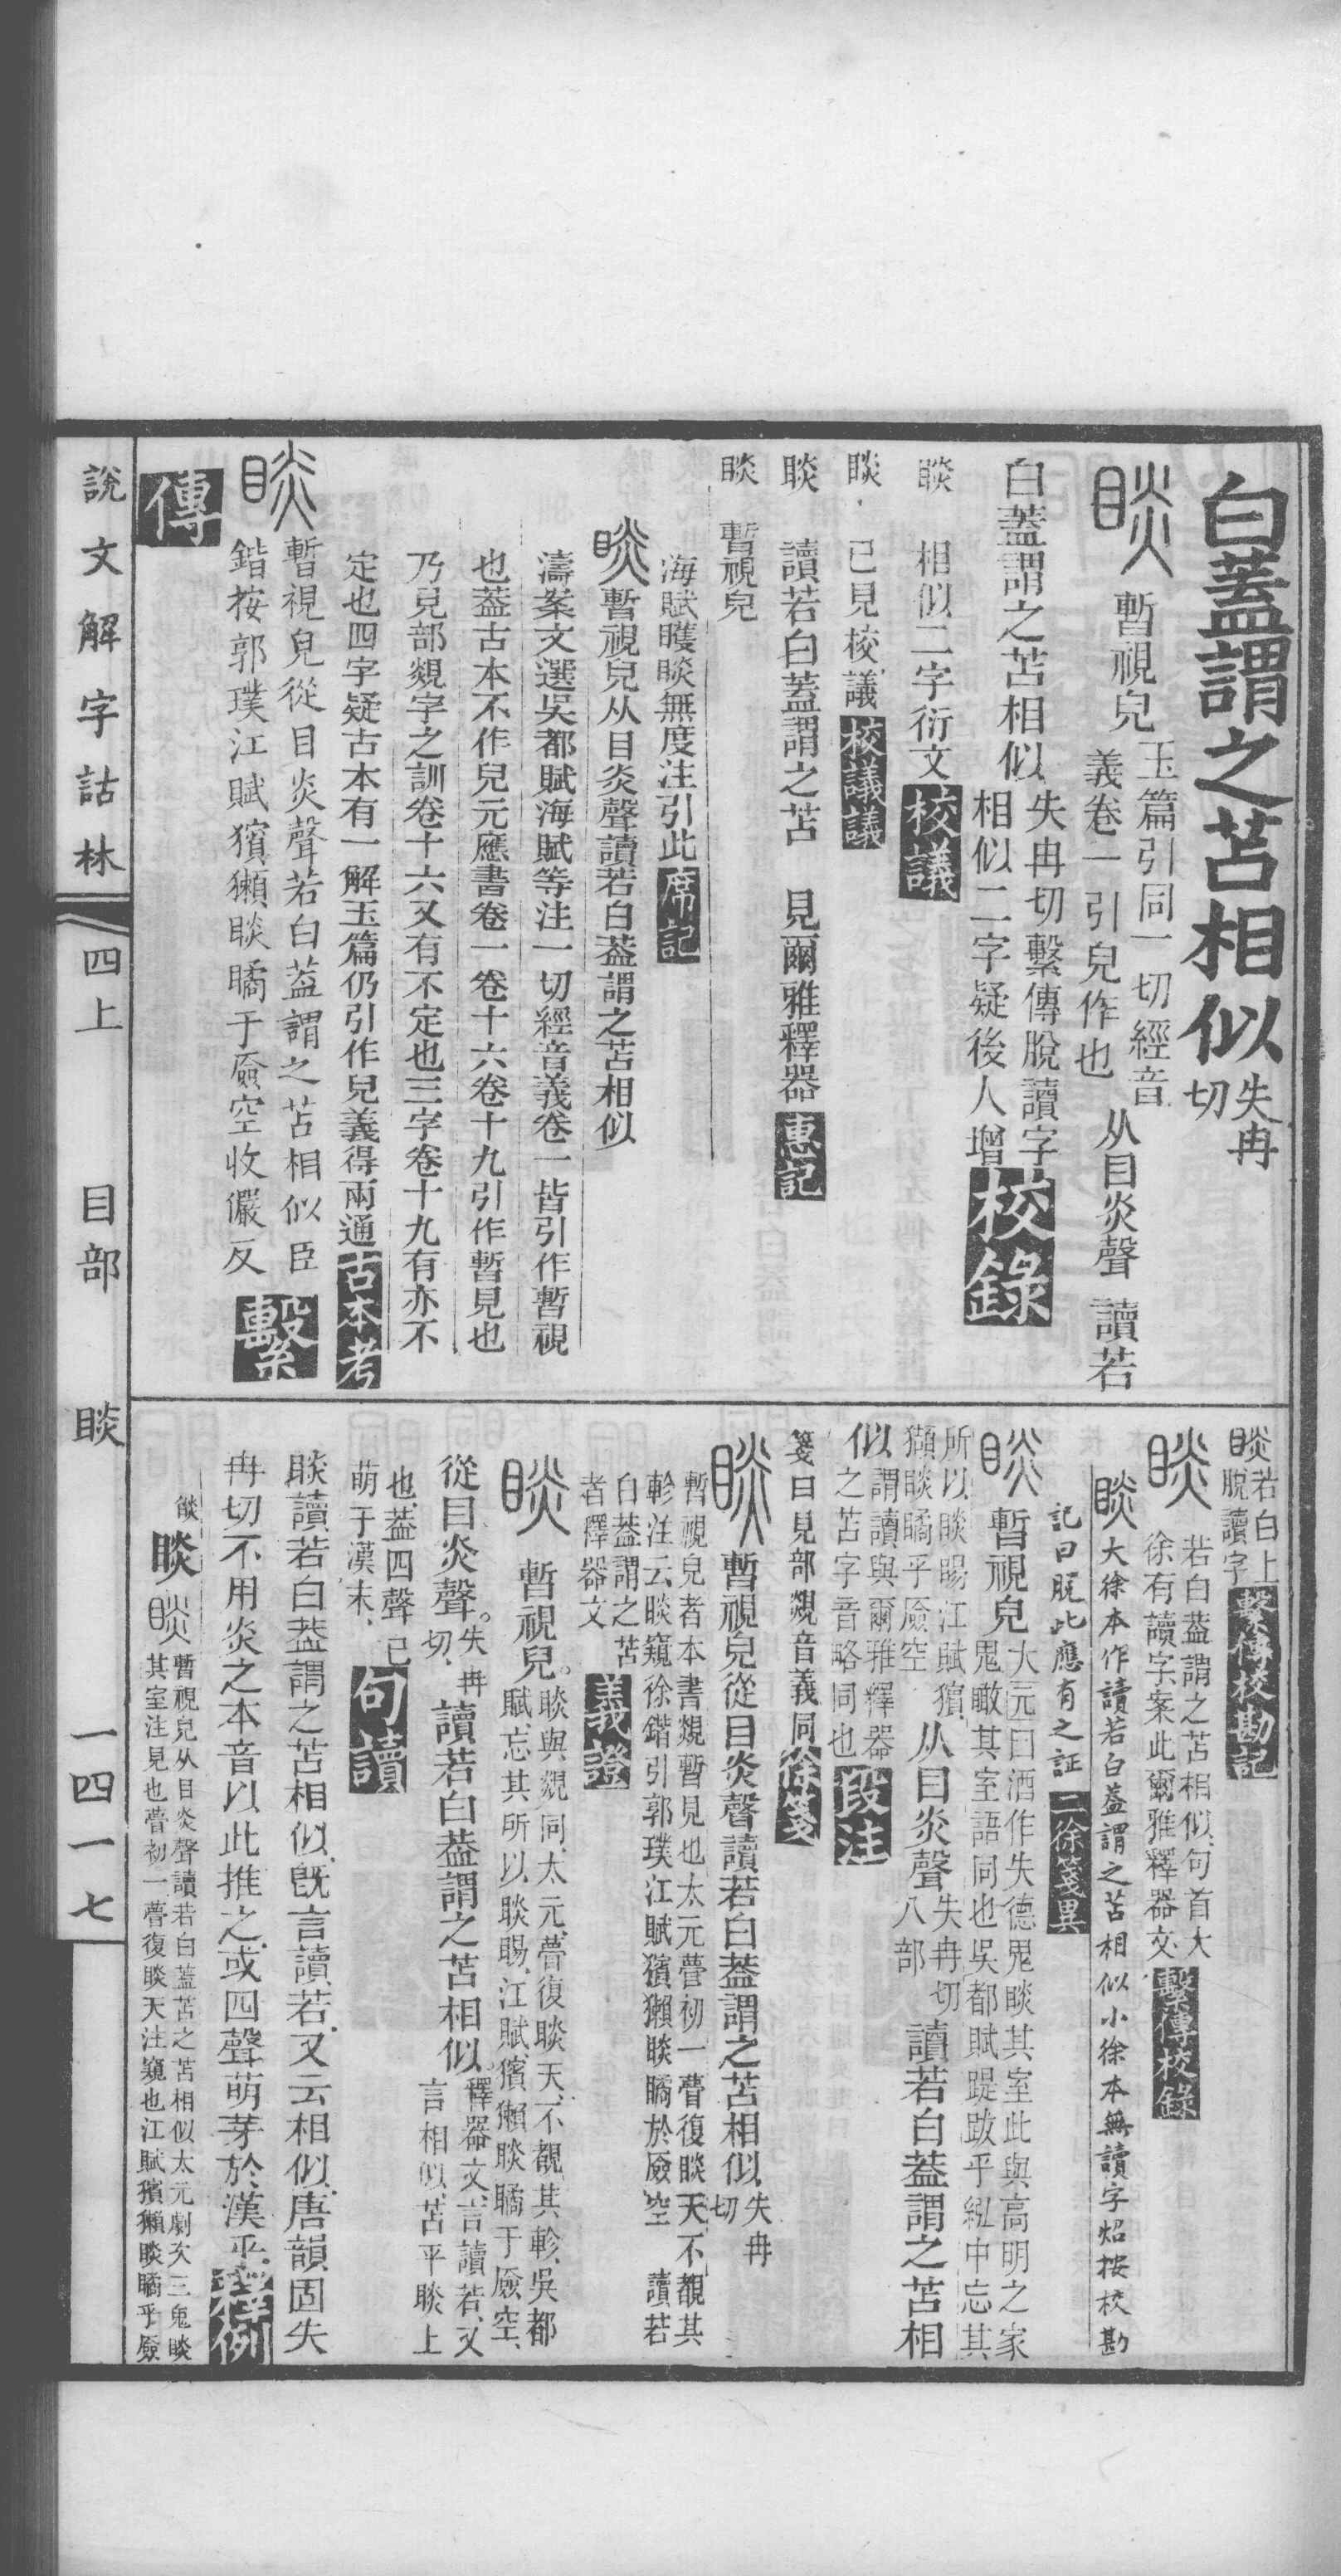 白蓋謂之苫相似失冉切
睒暫視皃玉篇引同一切經音義卷一引皃作也从目炎聲讀若
白蓋謂之苫相似失冉切繫傳脫讀字相似二字疑後人增校錄
睒 相似二字衍文校議
睒 已見校議校議議
睒 讀若白蓋謂之苫 見爾雅釋器惠記
睒 暫視皃
海賦矆睒無度注引此席記
睒暫視皃从目炎聲讀若白葢謂之苫相似
濤案文選吳都賦海賦等注一切經音義卷一皆引作暫視
也葢古本不作皃元應書卷一卷十六卷十九引作暫見也
乃見部覢字之訓卷十六又有不定也三字卷十九有亦不
定也四字疑古本有一解玉篇仍引作皃義得兩通古本考
睒暫視皃從目炎聲若白葢謂之苫相似臣
鍇按郭璞江賦獱獺睒瞲于厱空收儼反繫
傳
睒若白上脫讀字繫傳校勘記
睒若白葢謂之苫相似句首大徐有讀字案此爾雅釋器文繫傳校錄
睒大徐本作讀若白葢謂之苫相似小徐本無讀字炤按校勘
記曰脫此應有之証二徐箋異
睒暫視皃大元曰酒作失德鬼睒其室此與高明之家鬼瞰其室語同也吳都賦踶跋乎紭中忘其
所以睒睗江賦獱獺睒瞲乎厱空从目炎聲失冉切八部讀若白葢謂之苫相
似謂讀與爾雅釋器之苫字音略同也段注
箋曰見部覢音義同徐箋
睒暫視皃從目炎聲讀若白葢謂之苫相似失冉切
暫視皃者本書覢暫見也太元瞢初一瞢復睒天不覩其
軫注云睒窺徐鍇引郭璞江賦獱獺睒瞲於厱空 讀若
白葢謂之苫者釋器文義證
睒暫視皃。睒與覢同、太元、瞢復睒天、不覩其軫、吳都賦、忘其所以睒睗、江賦、獱獺睒瞲于厱空、
從目炎聲。失冉切、讀若白葢謂之苫相似。釋器文、言讀若、又言相似、苫平睒上
也、葢四聲已萌于漢末、句讀
睒讀若白葢謂之苫相似、旣言讀若、又云相似、唐韻固失
冉切不用炎之本音以此推之、或四聲萌芽於漢乎、釋例
睒睒暫視皃从目炎聲讀若白蓋苫之苫相似太元劇次三鬼睒其室注見也瞢初一瞢復睒天注窺也江賦獱獺睒瞲乎厱
說文解字詁林
四上
目部
睒
一四一七